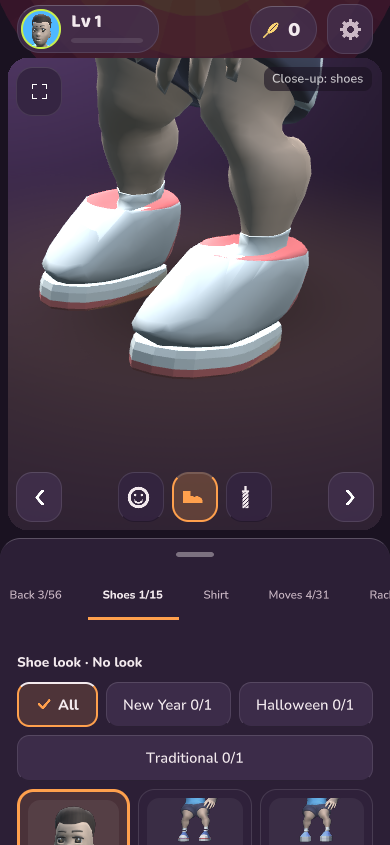 Lv 1
0
Close-up: shoes
Back 3/56
Shoes 1/15
Shirt
Moves 4/31
Shoe look · No look
All
New Year 0/1
Halloween 0/1
Traditional 0/1